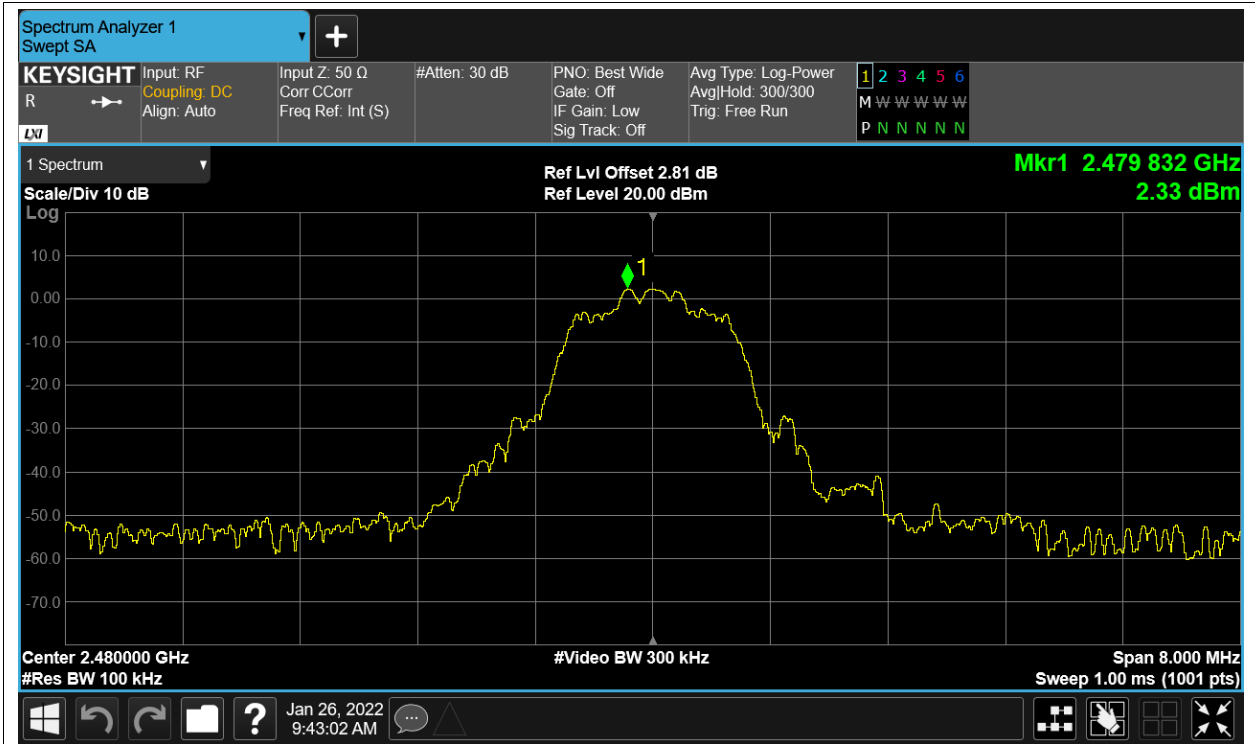 Spectrum Analyzer 1
Swept SA
KEYSIGHT
R
LXI
Input: RF
Coupling: DC
Align: Auto
Input Z: 50 Ω
Corr CCorr
Freq Ref: Int (S)
#Atten: 30 dB
PNO: Best Wide
Gate: Off
IF Gain: Low
Sig Track: Off
Avg Type: Log-Power
Avg|Hold: 300/300
Trig: Free Run
1 2 3 4 5 6
M W W W W W
P N N N N N
1 Spectrum
Scale/Div 10 dB
Log
Ref Lvl Offset 2.81 dB
Ref Level 20.00 dBm
Mkr1 2.479 832 GHz
2.33 dBm
1
10.0
0.00
-10.0
-20.0
-30.0
-40.0
-50.0
-60.0
-70.0
Center 2.480000 GHz
#Res BW 100 kHz
#Video BW 300 kHz
Span 8.000 MHz
Sweep 1.00 ms (1001 pts)
?
Jan 26, 2022
9:43:02 AM